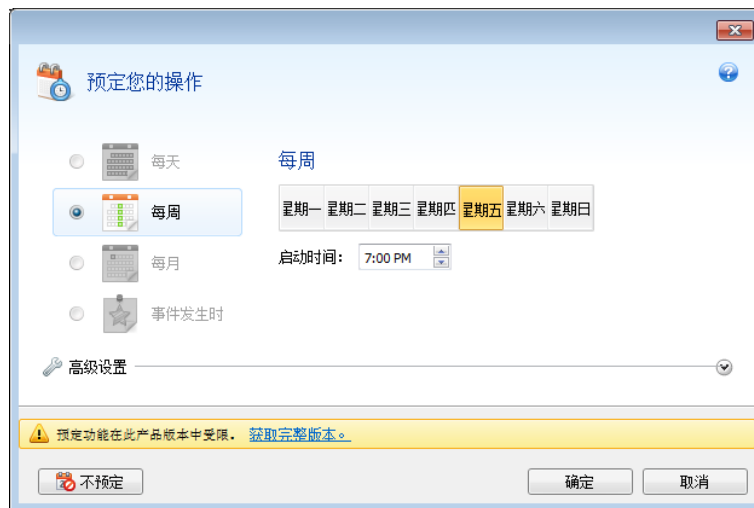 预定您的操作
每天
每周
每月
事件发生时
每周
星期一 星期二 星期三 星期四 星期五 星期六 星期日
启动时间： 7:00 PM
高级设置
预定功能在此产品版本中受限。 获取完整版本。
不预定 确定 取消